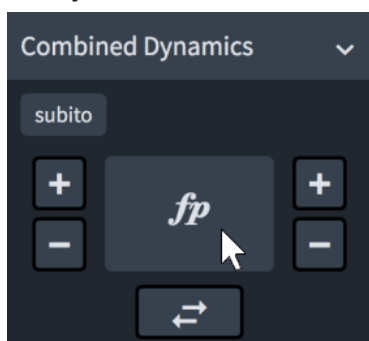 Combined Dynamics
subito
+ fp +
- -